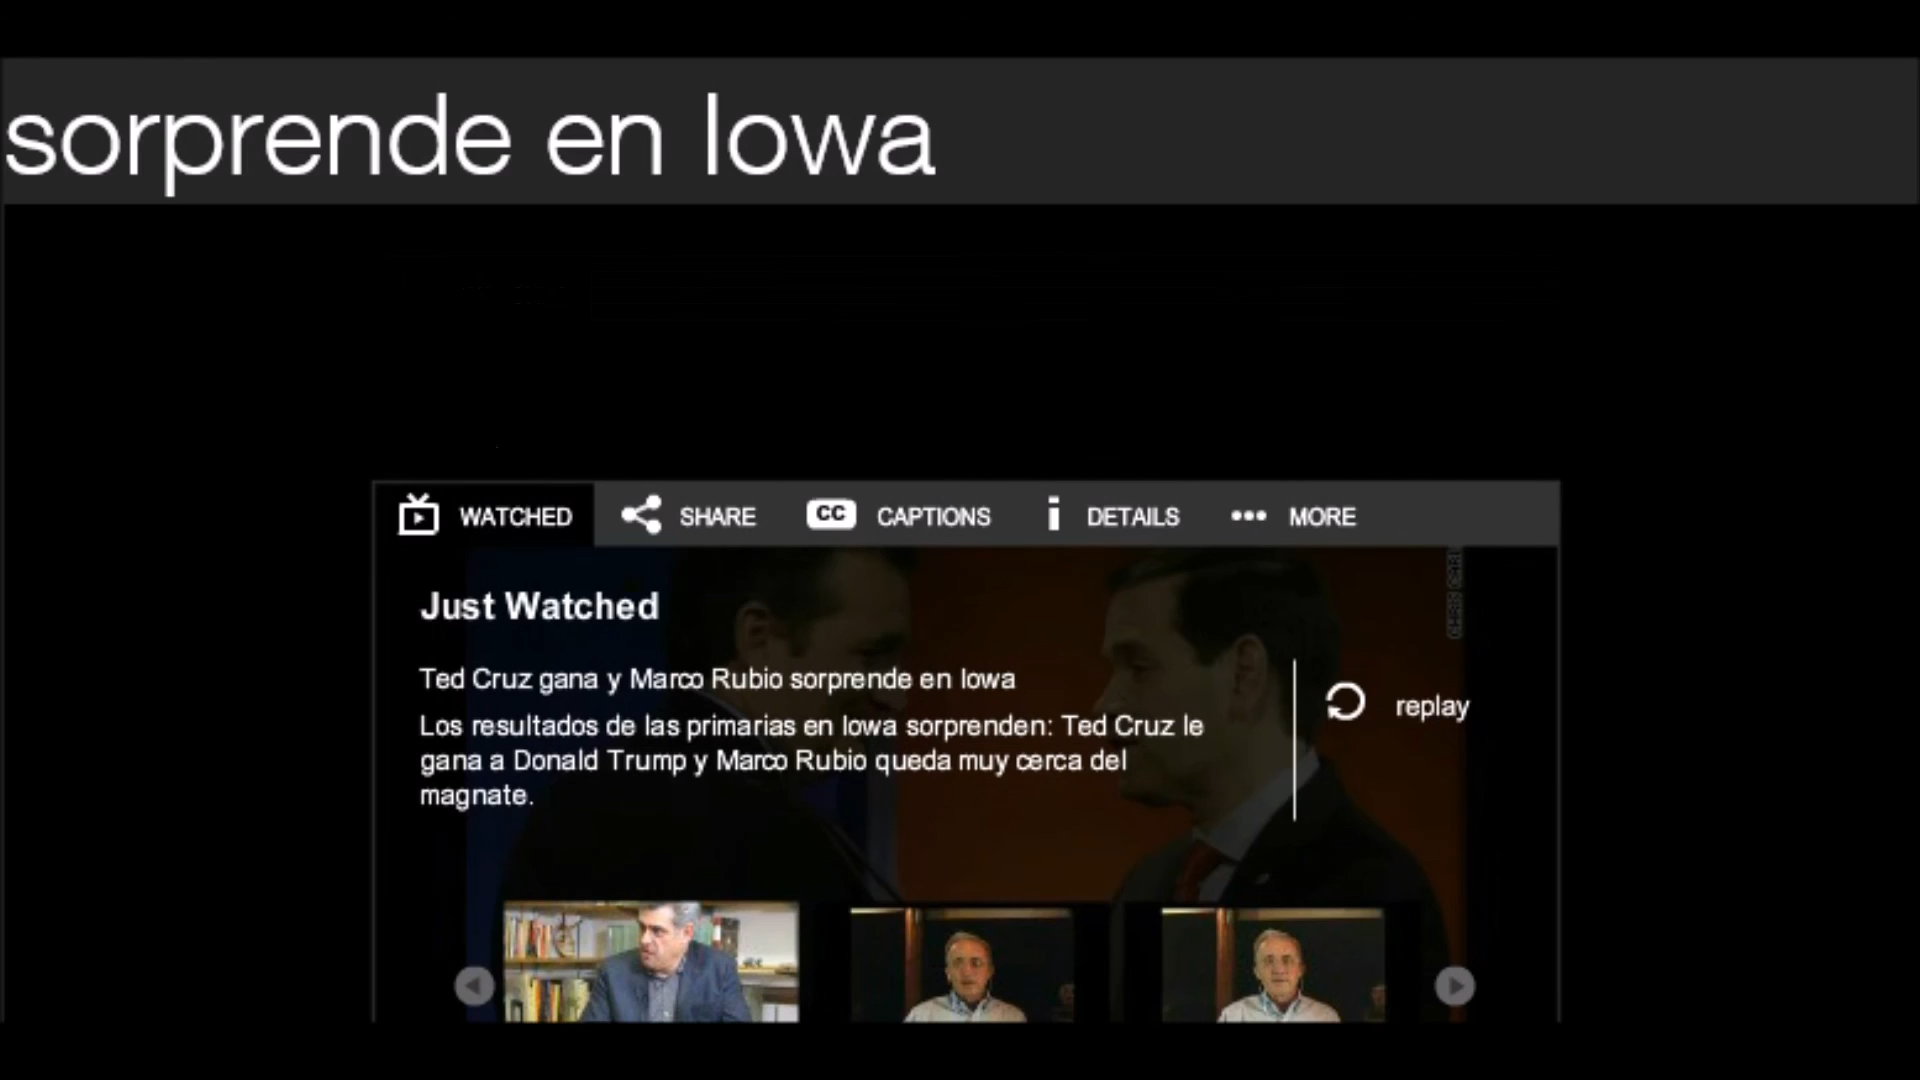 sorprende en Iowa
WATCHED SHARE CC CAPTIONS DETAILS MORE
Just Watched
Ted Cruz gana y Marco Rubio sorprende en Iowa
Los resultados de las primarias en Iowa sorprenden: Ted Cruz le
gana a Donald Trump y Marco Rubio queda muy cerca del
magnate.
replay
CHRIS